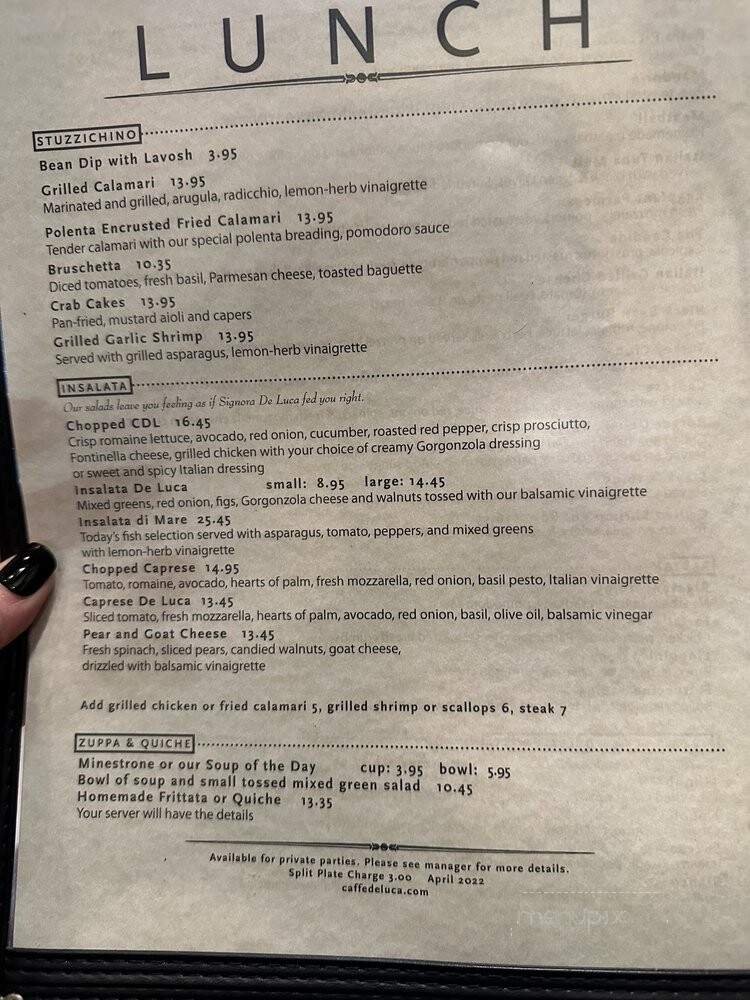 LUNCH
STUZZICHINO
Bean Dip with Lavosh 3.95
Grilled Calamari 13.95
Marinated and grilled, arugula, radicchio, lemon-herb vinaigrette
Polenta Encrusted Fried Calamari 13.95
Tender calamari with our special polenta breading, pomodoro sauce
Bruschetta 10.35
Diced tomatoes, fresh basil, Parmesan cheese, toasted baguette
Crab Cakes 13.95
Pan-fried, mustard aioli and capers
Grilled Garlic Shrimp 13.95
Served with grilled asparagus, lemon-herb vinaigrette
INSALATA
Our salads leave you feeling as if Signora De Luca fed you right.
Chopped CDL 16.45
Crisp romaine lettuce, avocado, red onion, cucumber, roasted red pepper, crisp prosciutto,
Fontinella cheese, grilled chicken with your choice of creamy Gorgonzola dressing
or sweet and spicy Italian dressing
Insalata De Luca small: 8.95 large: 14.45
Mixed greens, red onion, figs, Gorgonzola cheese and walnuts tossed with our balsamic vinaigrette
Insalata di Mare 25.45
Today's fish selection served with asparagus, tomato, peppers, and mixed greens
with lemon-herb vinaigrette
Chopped Caprese 14.95
Tomato, romaine, avocado, hearts of palm, fresh mozzarella, red onion, basil pesto, Italian vinaigrette
Caprese De Luca 13.45
Sliced tomato, fresh mozzarella, hearts of palm, avocado, red onion, basil, olive oil, balsamic vinegar
Pear and Goat Cheese 13.45
Fresh spinach, sliced pears, candied walnuts, goat cheese,
drizzled with balsamic vinaigrette
Add grilled chicken or fried calamari 5, grilled shrimp or scallops 6, steak 7
ZUPPA & QUICHE
Minestrone or our Soup of the Day cup: 3.95 bowl: 5.95
Bowl of soup and small tossed mixed green salad 10.45
Homemade Frittata or Quiche 13.35
Your server will have the details
Available for private parties. Please see manager for more details.
Split Plate Charge 3.00 April 2022
caffedeluca.com
menupix